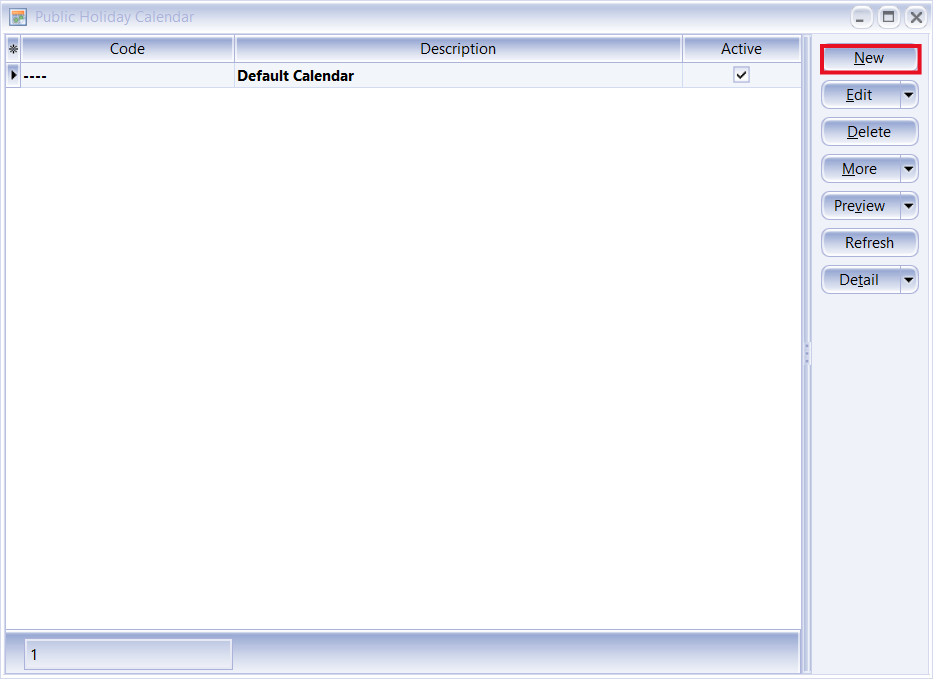 Public Holiday Calendar
Code Description Active
---- Default Calendar
New
Edit
Delete
More
Preview
Refresh
Detail
1